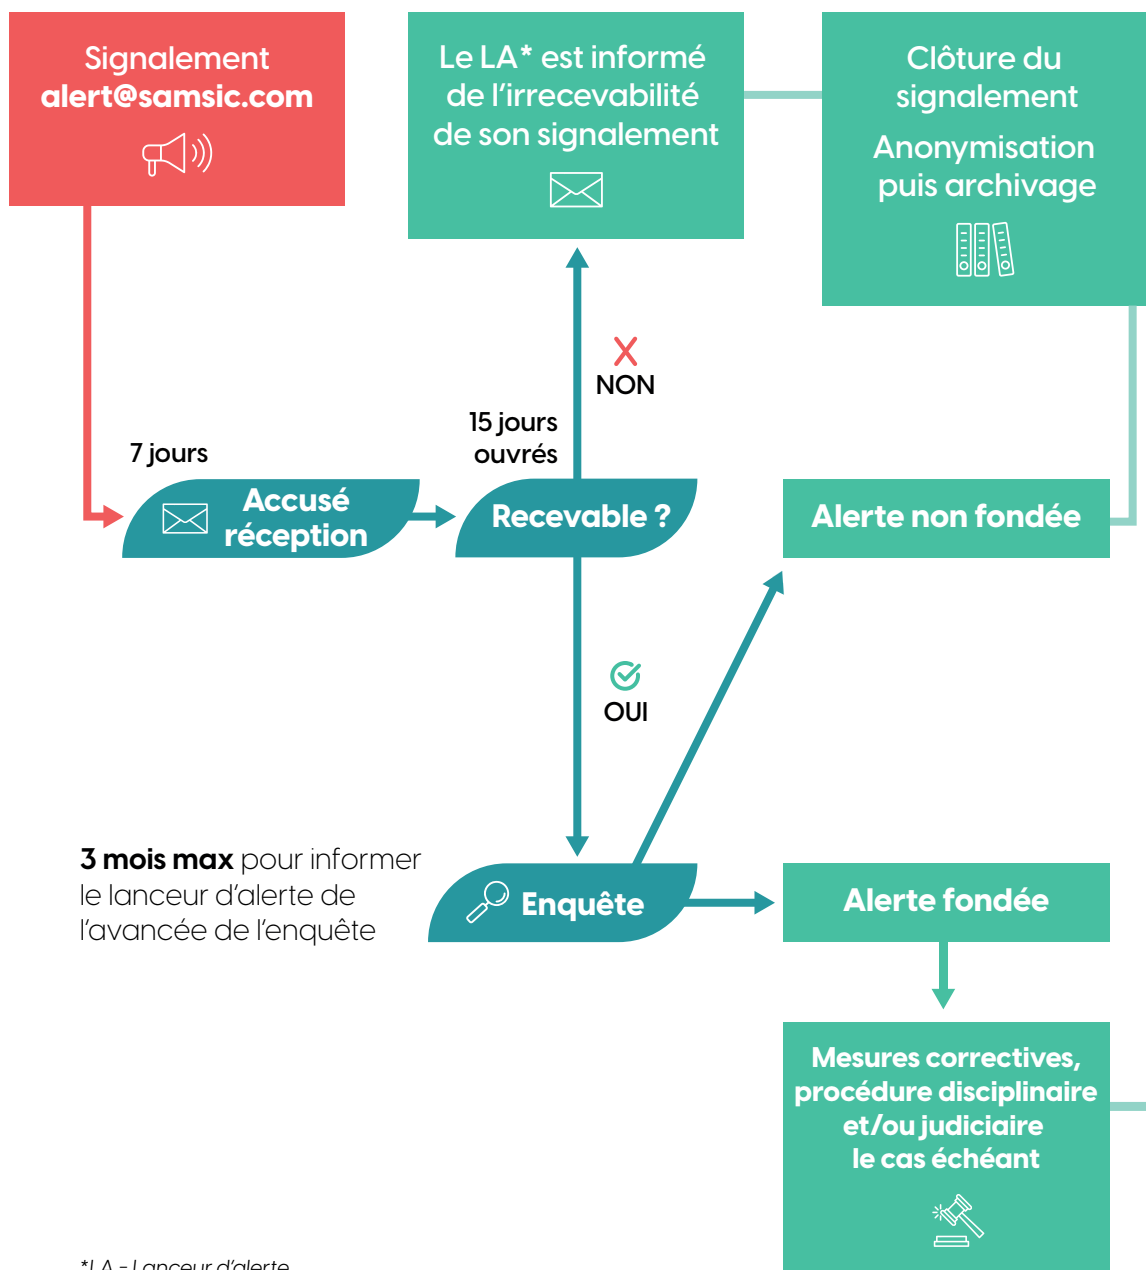 Signalement
alert@samsic.com
Le LA* est informé
de l'irrecevabilité
de son signalement
Clôture du
signalement
Anonymisation
puis archivage
NON
15 jours
ouvrés
7 jours
Accusé
réception
Recevable ?
Alerte non fondée
OUI
3 mois max pour informer
le lanceur d'alerte de
l'avancée de l'enquête
Enquête
Alerte fondée
Mesures correctives,
procédure disciplinaire
et/ou judiciaire
le cas échéant
*LA = Lanceur d'alerte